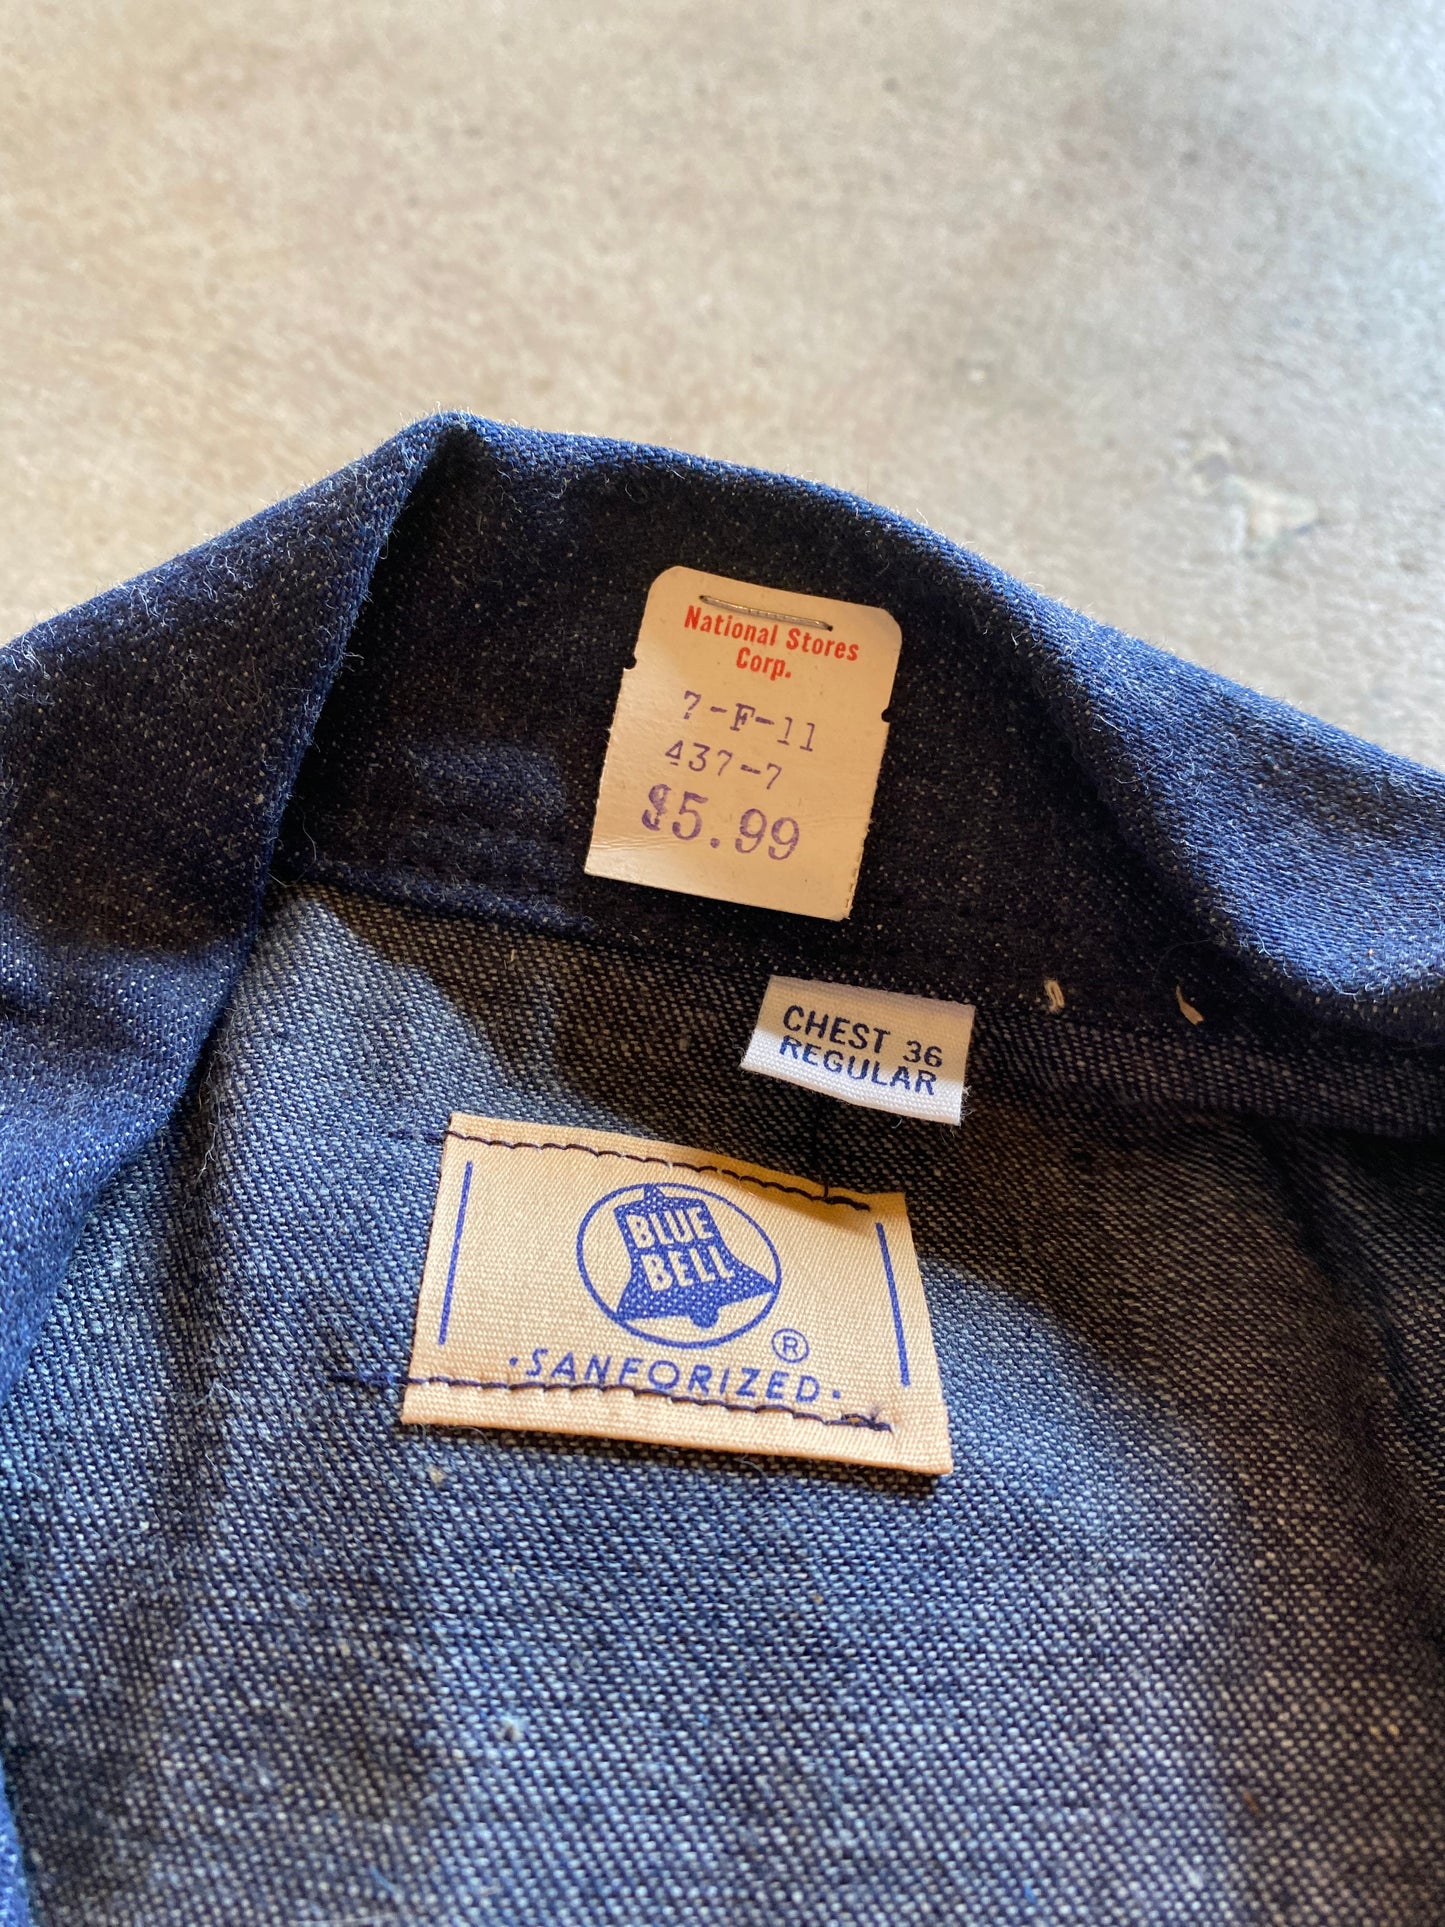 National Stores
Corp.
7-F-11
437-7
$5.99
CHEST 36
REGULAR
BLUE
BELL
®
·SANFORIZED·